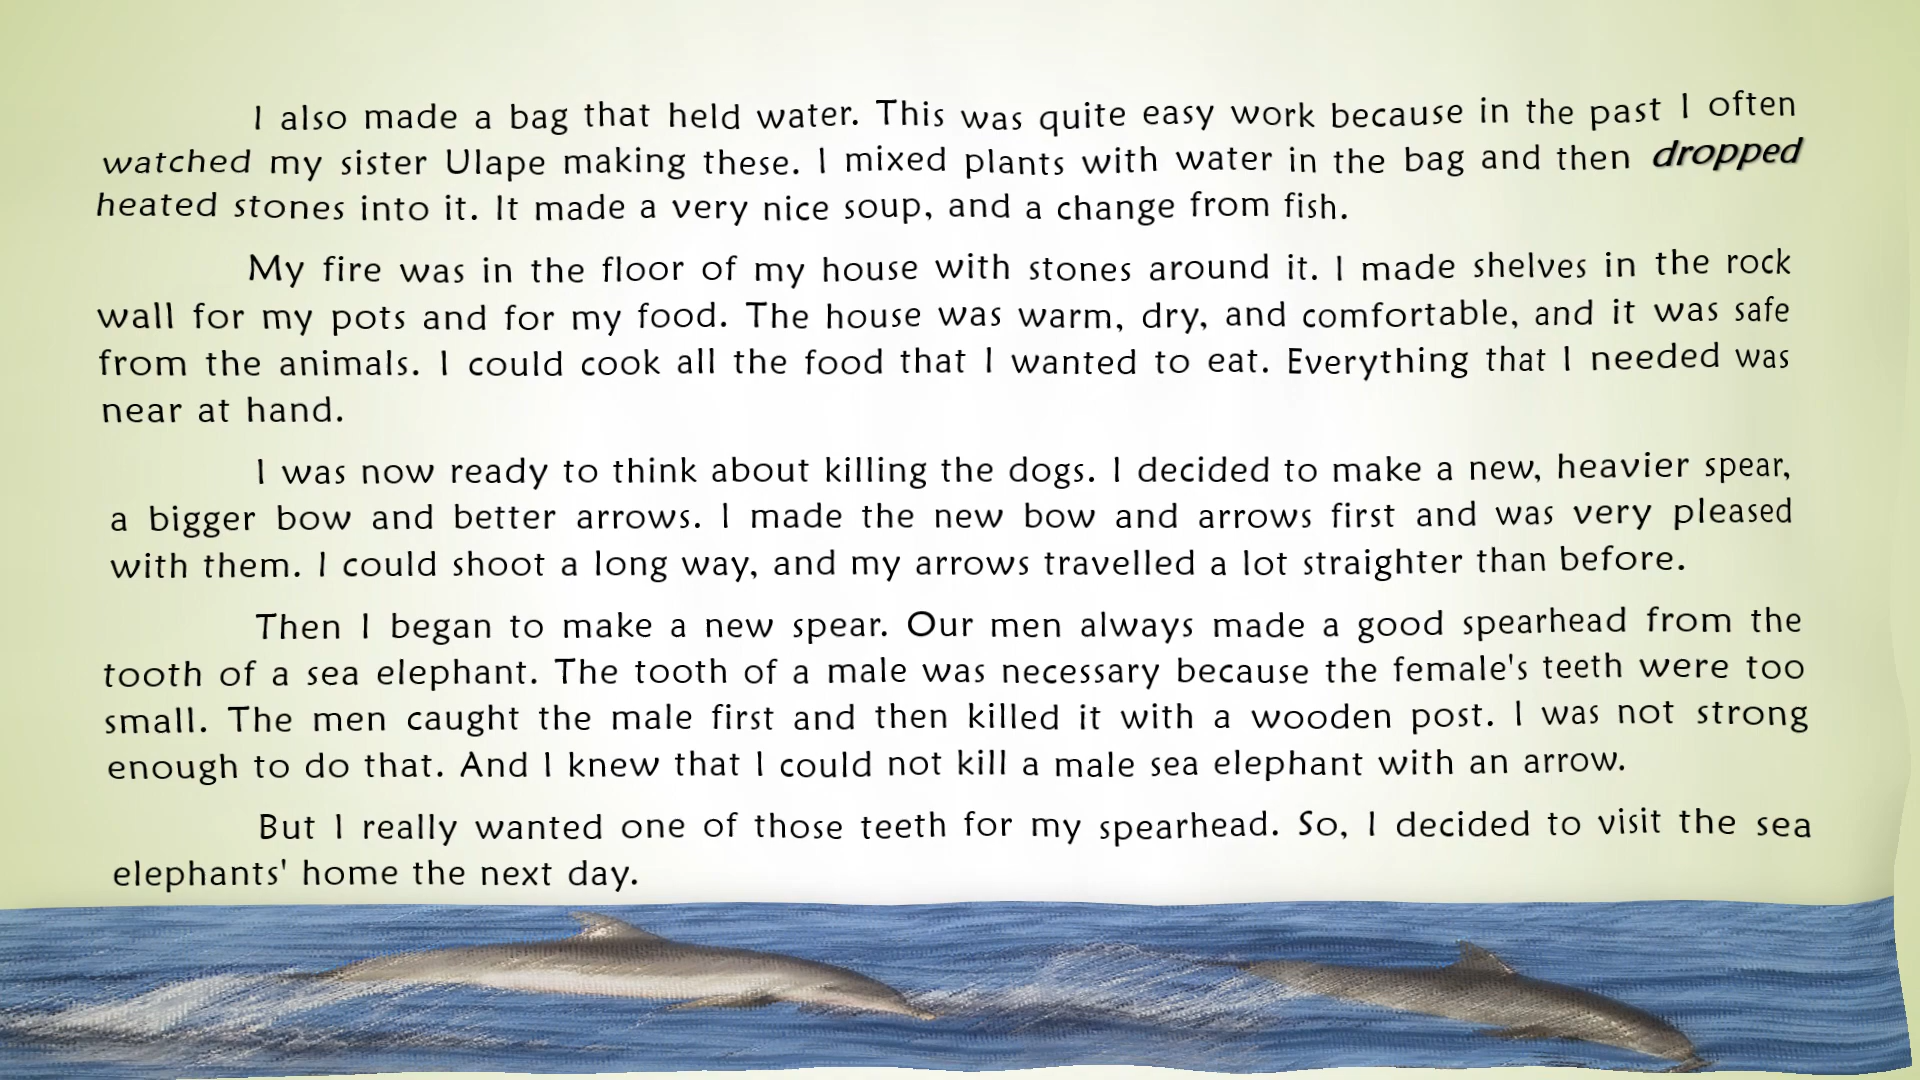 I also made a bag that held water. This was quite easy work because in the past I often
watched my sister Ulape making these. I mixed plants with water in the bag and then dropped
heated stones into it. It made a very nice soup, and a change from fish.
My fire was in the floor of my house with stones around it. I made shelves in the rock
wall for my pots and for my food. The house was warm, dry, and comfortable, and it was safe
from the animals. I could cook all the food that I wanted to eat. Everything that I needed was
near at hand.
I was now ready to think about killing the dogs. I decided to make a new, heavier spear,
a bigger bow and better arrows. I made the new bow and arrows first and was very pleased
with them. I could shoot a long way, and my arrows travelled a lot straighter than before.
Then I began to make a new spear. Our men always made a good spearhead from the
tooth of a sea elephant. The tooth of a male was necessary because the female's teeth were too
small. The men caught the male first and then killed it with a wooden post. I was not strong
enough to do that. And I knew that I could not kill a male sea elephant with an arrow.
But I really wanted one of those teeth for my spearhead. So, I decided to visit the sea
elephants' home the next day.